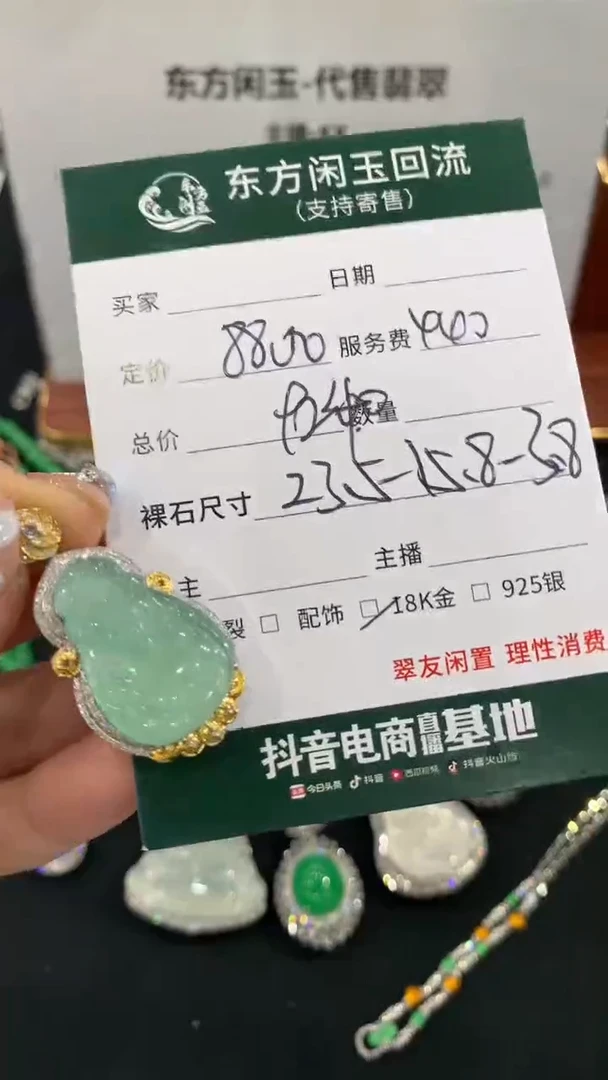 东方闲玉-代售翡翠
东方闲玉回流
(支持寄售)
买家 日期
定价 8800 服务费 440
总价 数量
裸石尺寸 23.5-15.8-3.8
主 主播
裂 □ 配饰 □ 18K金 □ 925银
翠友闲置 理性消费
抖音电商直播基地
今日头条 抖音 西瓜视频 抖音火山版